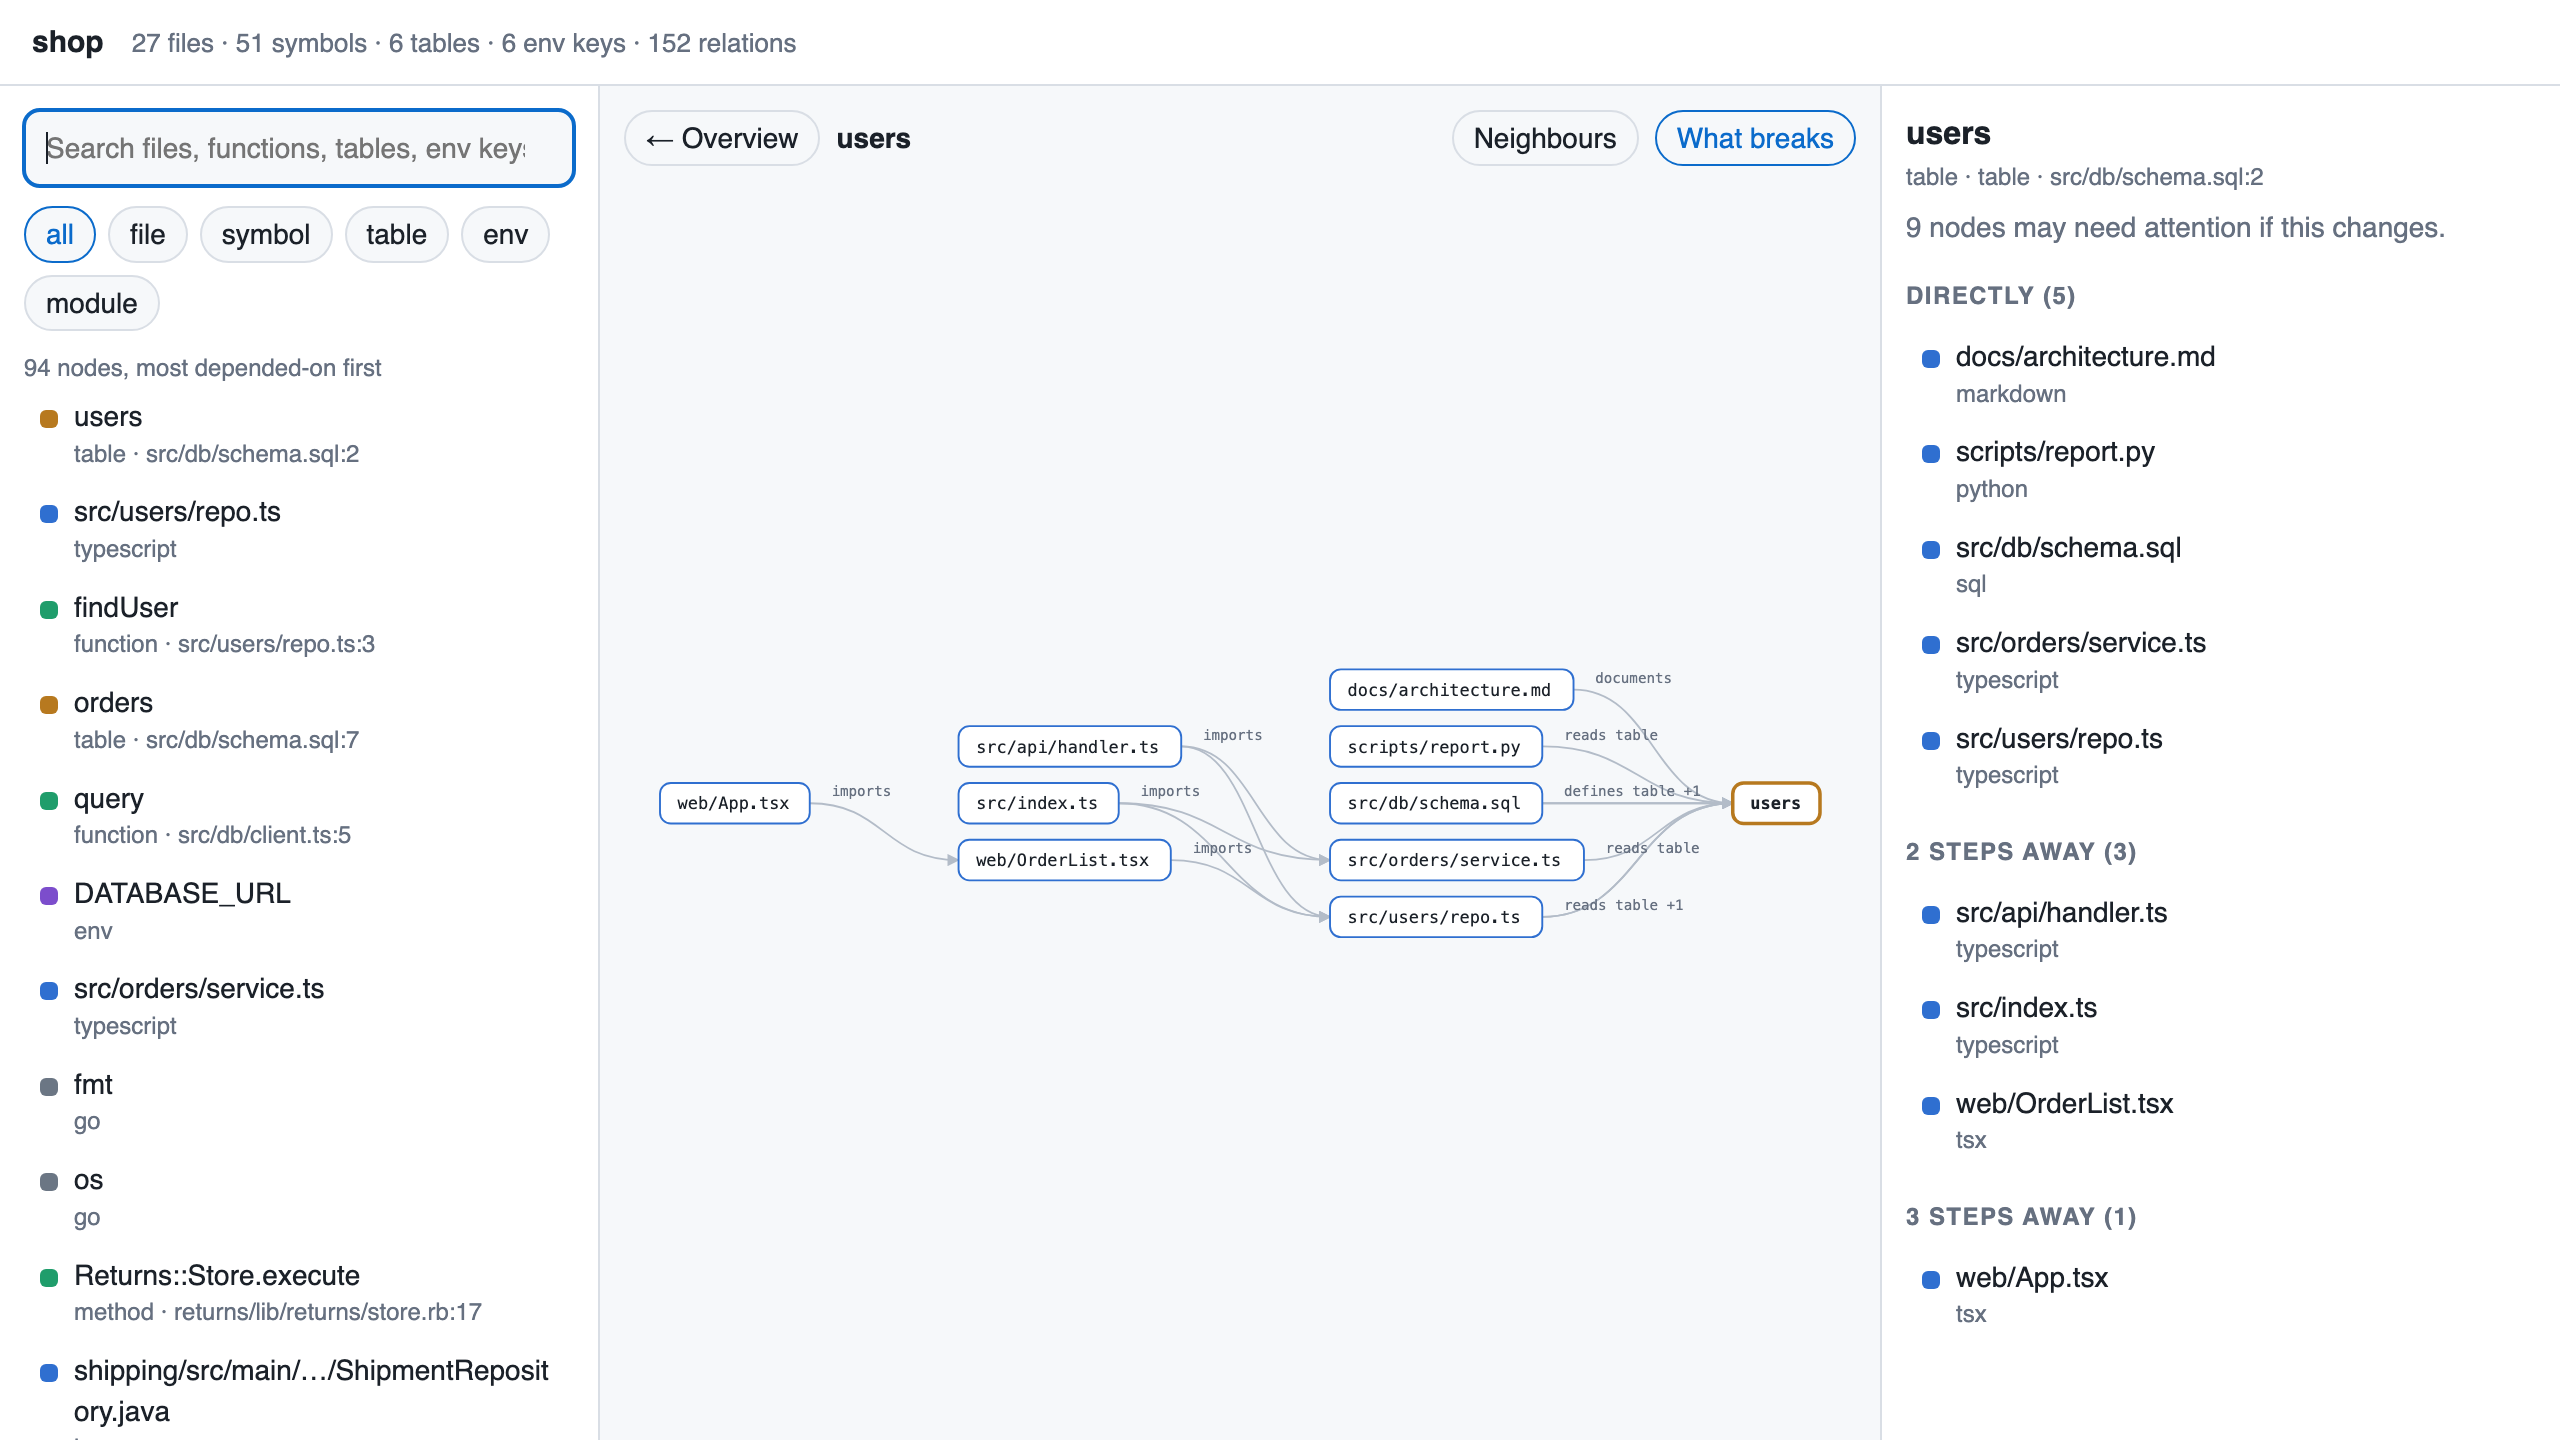 shop 27 files · 51 symbols · 6 tables · 6 env keys · 152 relations
Search files, functions, tables, env keys
all file symbol table env
module
94 nodes, most depended-on first
users
table · src/db/schema.sql:2
src/users/repo.ts
typescript
findUser
function · src/users/repo.ts:3
orders
table · src/db/schema.sql:7
query
function · src/db/client.ts:5
DATABASE_URL
env
src/orders/service.ts
typescript
fmt
go
os
go
Returns::Store.execute
method · returns/lib/returns/store.rb:17
shipping/src/main/…/ShipmentReposit
ory.java
← Overview users Neighbours What breaks
docs/architecture.md documents
src/api/handler.ts imports scripts/report.py reads table
web/App.tsx imports src/index.ts imports src/db/schema.sql defines table +1 users
web/OrderList.tsx imports src/orders/service.ts reads table
src/users/repo.ts reads table +1
users
table · table · src/db/schema.sql:2
9 nodes may need attention if this changes.
DIRECTLY (5)
docs/architecture.md
markdown
scripts/report.py
python
src/db/schema.sql
sql
src/orders/service.ts
typescript
src/users/repo.ts
typescript
2 STEPS AWAY (3)
src/api/handler.ts
typescript
src/index.ts
typescript
web/OrderList.tsx
tsx
3 STEPS AWAY (1)
web/App.tsx
tsx